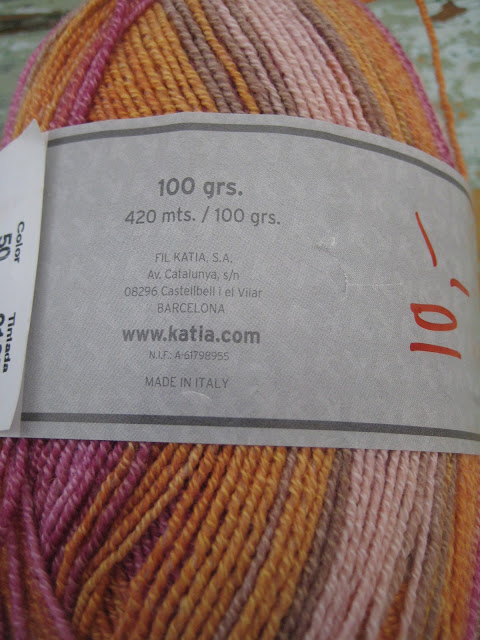 100 grs.
420 mts. / 100 grs.
FIL KATIA, S.A.
Av. Catalunya, s/n
08296 Castellbell i el Vilar
BARCELONA
www.katia.com
N.I.F.: A-61798955
MADE IN ITALY
10,-
Color
50
Tintada